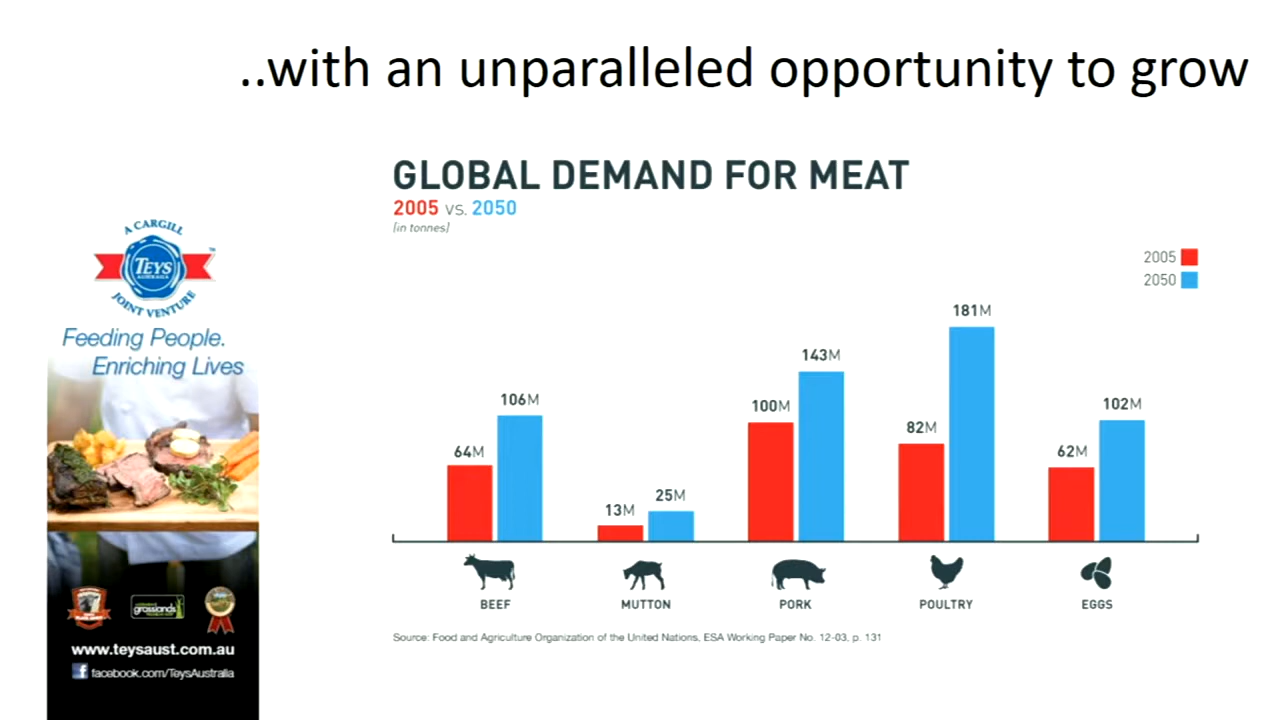 ..with an unparalleled opportunity to grow
GLOBAL DEMAND FOR MEAT
2005 vs. 2050
(in tonnes)
2005
2050
A CARGILL
TEYS
AUSTRALIA
JOINT VENTURE
™
Feeding People.
Enriching Lives
64M
106M
13M
25M
100M
143M
82M
181M
62M
102M
BEEF
MUTTON
PORK
POULTRY
EGGS
Source: Food and Agriculture Organization of the United Nations, ESA Working Paper No. 12-03, p. 131
grasslands
www.teysaust.com.au
f facebook.com/TeysAustralia